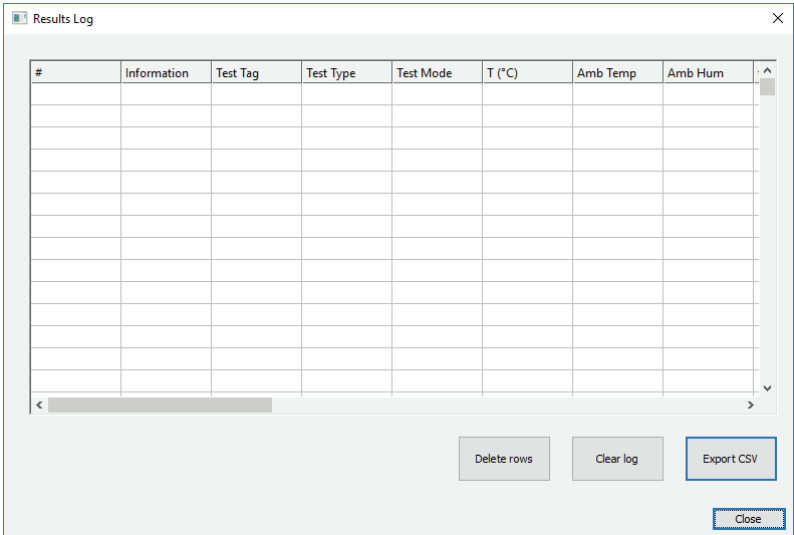 Results Log
# Information Test Tag Test Type Test Mode T (°C) Amb Temp Amb Hum
Delete rows Clear log Export CSV
Close